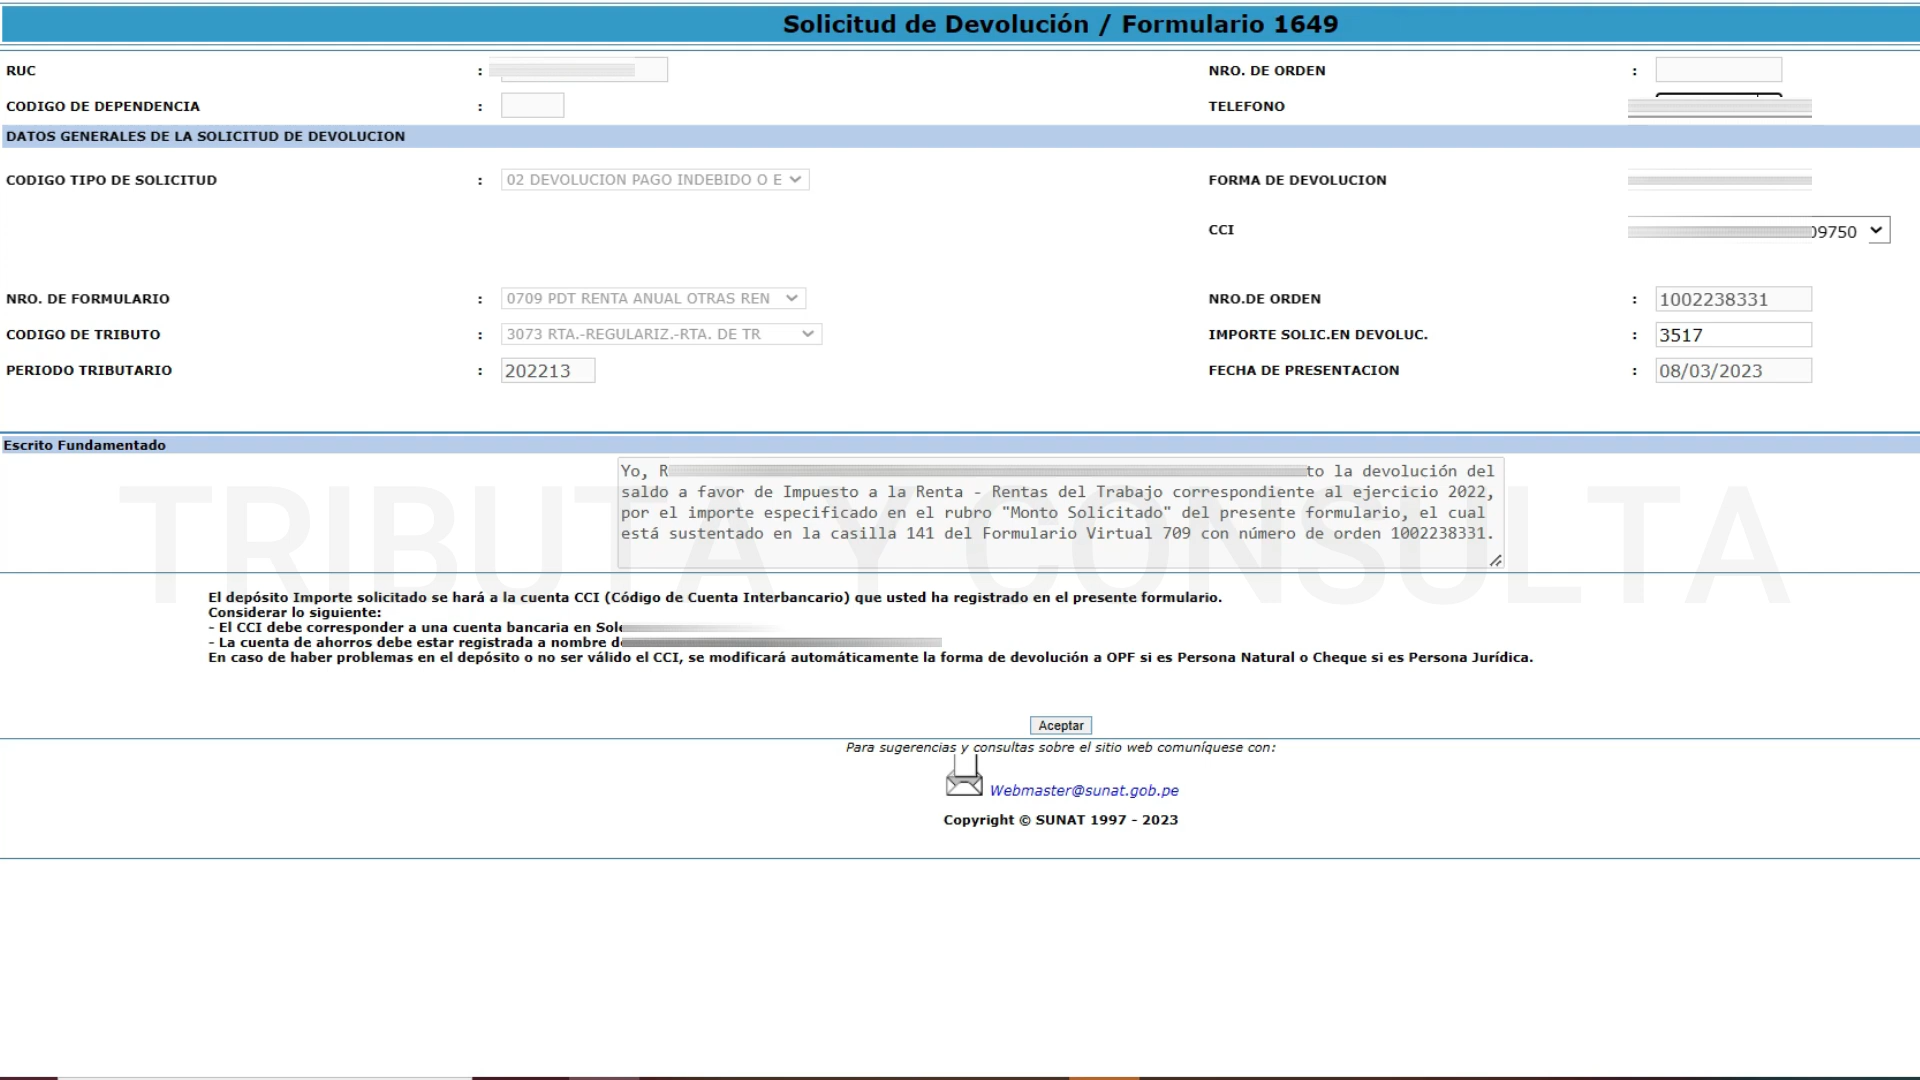 Solicitud de Devolución / Formulario 1649
RUC :
NRO. DE ORDEN :
CODIGO DE DEPENDENCIA :
TELEFONO
DATOS GENERALES DE LA SOLICITUD DE DEVOLUCION
CODIGO TIPO DE SOLICITUD : 02 DEVOLUCION PAGO INDEBIDO O E
FORMA DE DEVOLUCION
CCI 09750
NRO. DE FORMULARIO : 0709 PDT RENTA ANUAL OTRAS REN
NRO.DE ORDEN : 1002238331
CODIGO DE TRIBUTO : 3073 RTA.-REGULARIZ.-RTA. DE TR
IMPORTE SOLIC.EN DEVOLUC. : 3517
PERIODO TRIBUTARIO : 202213
FECHA DE PRESENTACION : 08/03/2023
Escrito Fundamentado
Yo, R to la devolución del
saldo a favor de Impuesto a la Renta - Rentas del Trabajo correspondiente al ejercicio 2022,
por el importe especificado en el rubro "Monto Solicitado" del presente formulario, el cual
está sustentado en la casilla 141 del Formulario Virtual 709 con número de orden 1002238331.
TRIBUTA Y CONSULTA
El depósito Importe solicitado se hará a la cuenta CCI (Código de Cuenta Interbancario) que usted ha registrado en el presente formulario.
Considerar lo siguiente:
- El CCI debe corresponder a una cuenta bancaria en
- La cuenta de ahorros debe estar registrada a nombre
En caso de haber problemas en el depósito o no ser válido el CCI, se modificará automáticamente la forma de devolución a OPF si es Persona Natural o Cheque si es Persona Jurídica.
Aceptar
Para sugerencias y consultas sobre el sitio web comuníquese con:
Webmaster@sunat.gob.pe
Copyright © SUNAT 1997 - 2023